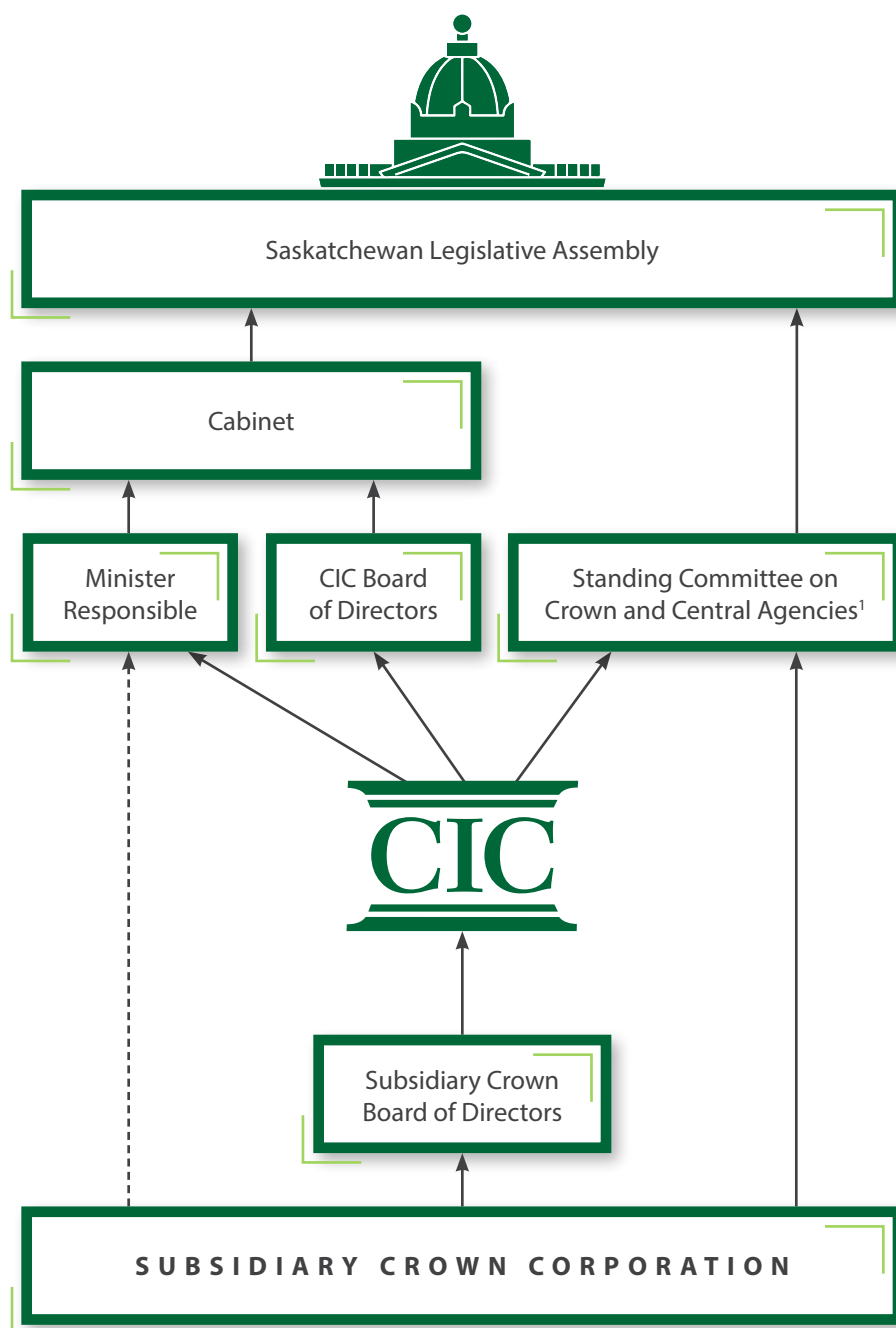 Saskatchewan Legislative Assembly
Cabinet
Minister
Responsible
CIC Board
of Directors
Standing Committee on
Crown and Central Agencies¹
CIC
Subsidiary Crown
Board of Directors
SUBSIDIARY CROWN CORPORATION